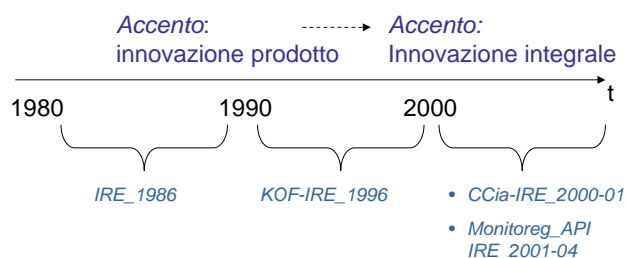 Accento: Accento:
innovazione prodotto Innovazione integrale
t
1980 1990 2000
IRE_1986 KOF-IRE_1996 • CCia-IRE_2000-01
• Monitoreg_API
IRE_2001-04